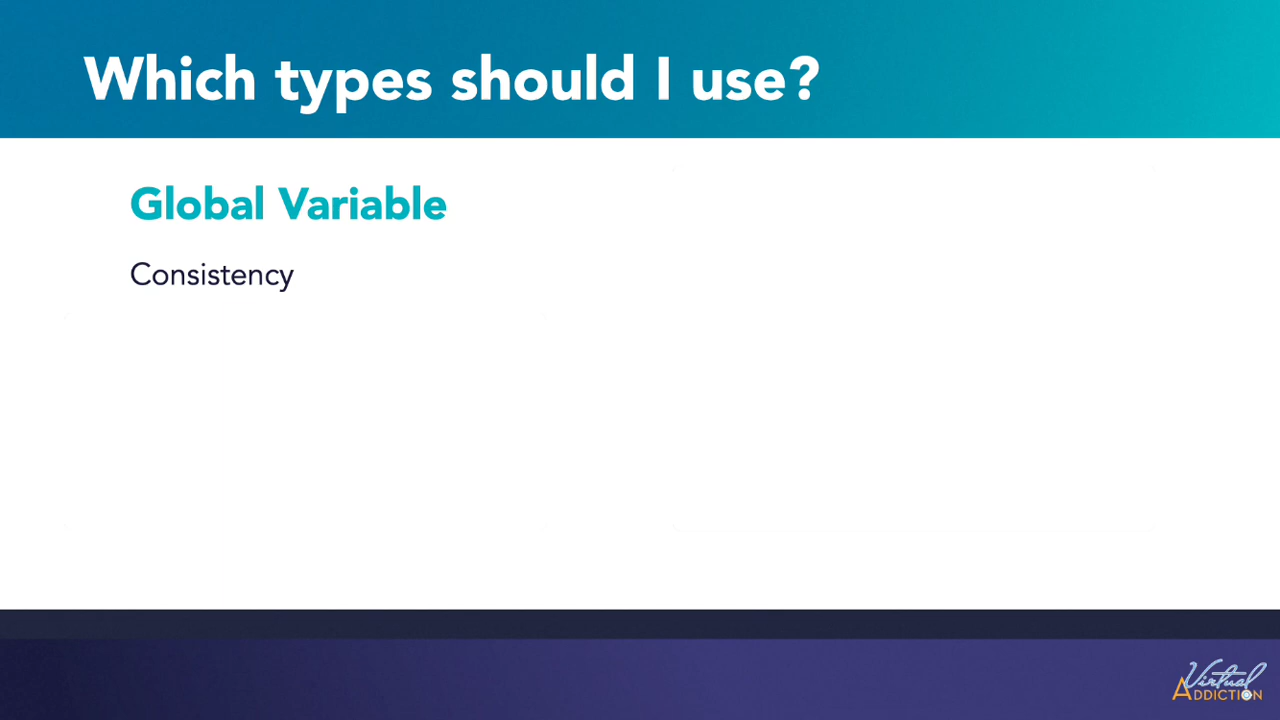 Which types should I use?
Global Variable
Consistency
Virtual
ADDICTION